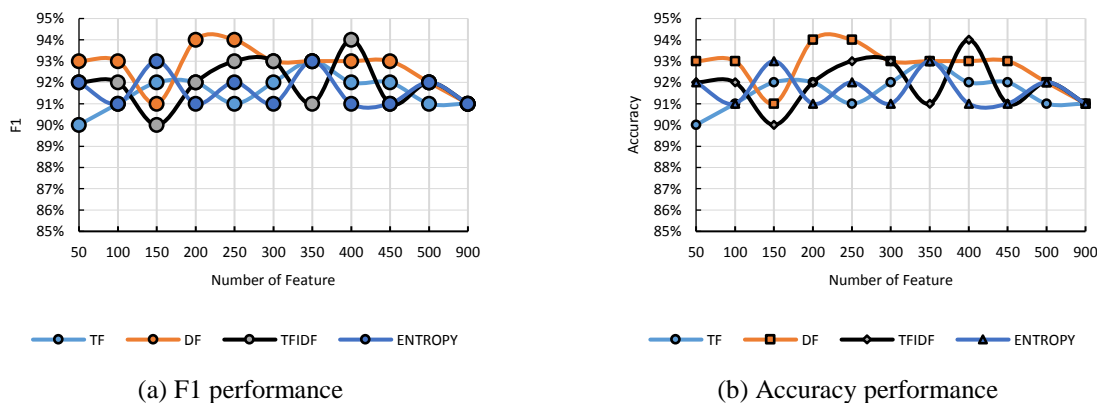 95%
94%
93%
92%
91%
90%
89%
88%
87%
86%
85%
F1
50 100 150 200 250 300 350 400 450 500 900
Number of Feature
TF DF TFIDF ENTROPY
(a) F1 performance
95%
94%
93%
92%
91%
90%
89%
88%
87%
86%
85%
Accuracy
50 100 150 200 250 300 350 400 450 500 900
Number of Feature
TF DF TFIDF ENTROPY
(b) Accuracy performance